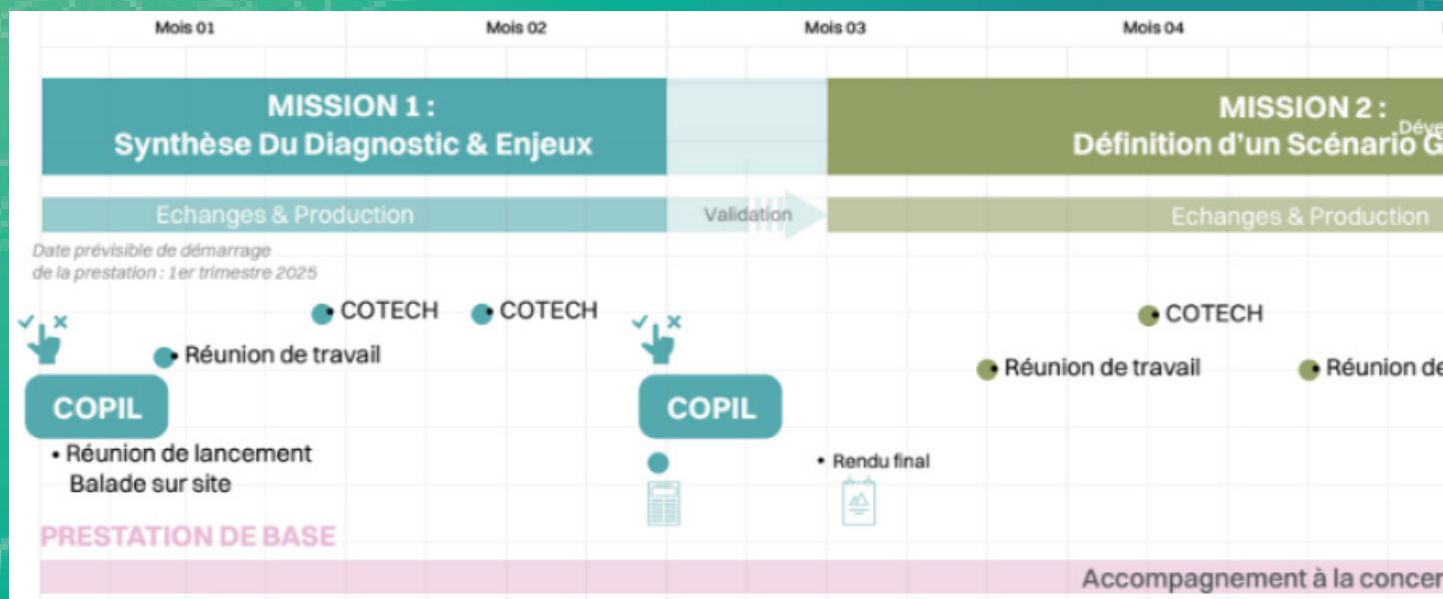 Mois 01
Mois 02
Mois 03
Mois 04
MISSION 1 :
Synthèse Du Diagnostic & Enjeux
MISSION 2 :
Définition d'un Scénario G
Déve
Echanges & Production
Validation
Echanges & Production
Date prévisible de démarrage
de la prestation : 1er trimestre 2025
COTECH
COTECH
COTECH
Réunion de travail
Réunion de travail
Réunion de
COPIL
COPIL
• Réunion de lancement
Balade sur site
• Rendu final
PRESTATION DE BASE
Accompagnement à la concer